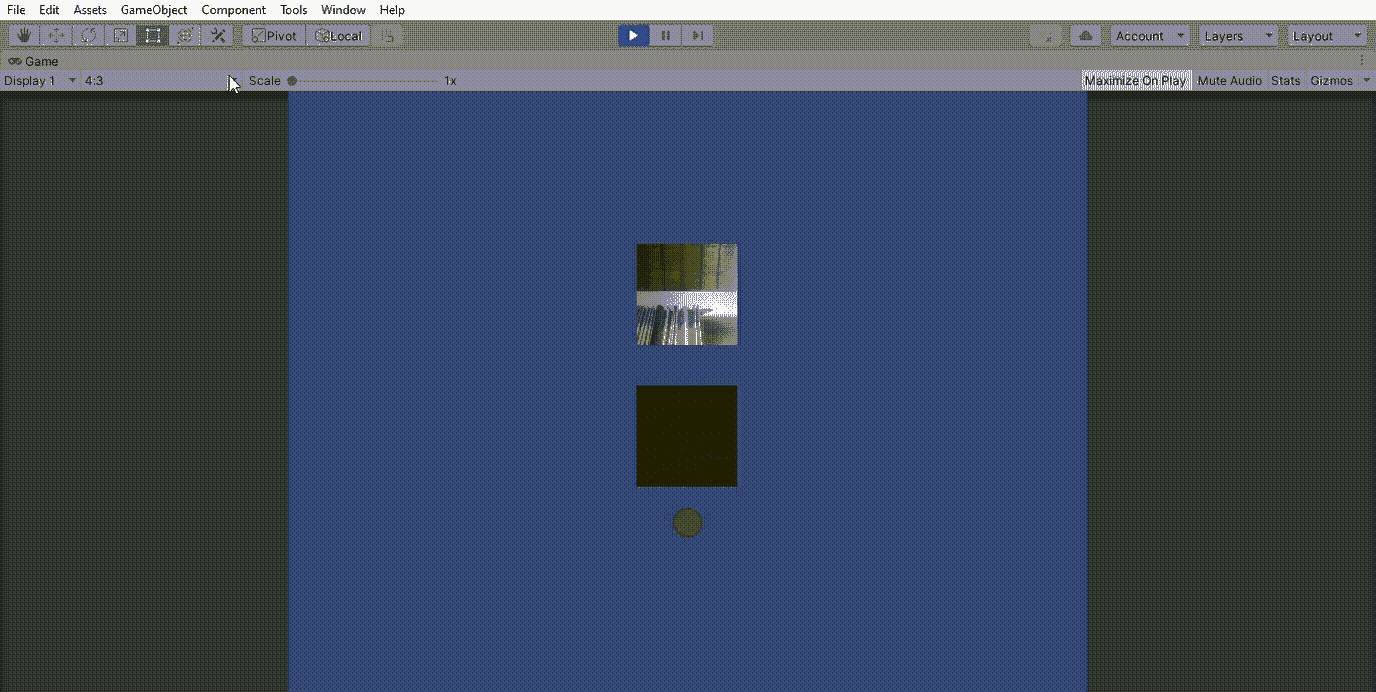 File Edit Assets GameObject Component Tools Window Help
Pivot Local Account Layers Layout
Game
Display 1 4:3 Scale 1x Maximize On Play Mute Audio Stats Gizmos